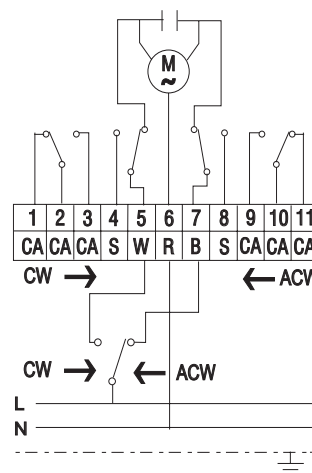 M
~
1 2 3 4 5 6 7 8 9 10 11
CA CA CA S W R B S CA CA CA
CW ACW
CW ACW
L
N